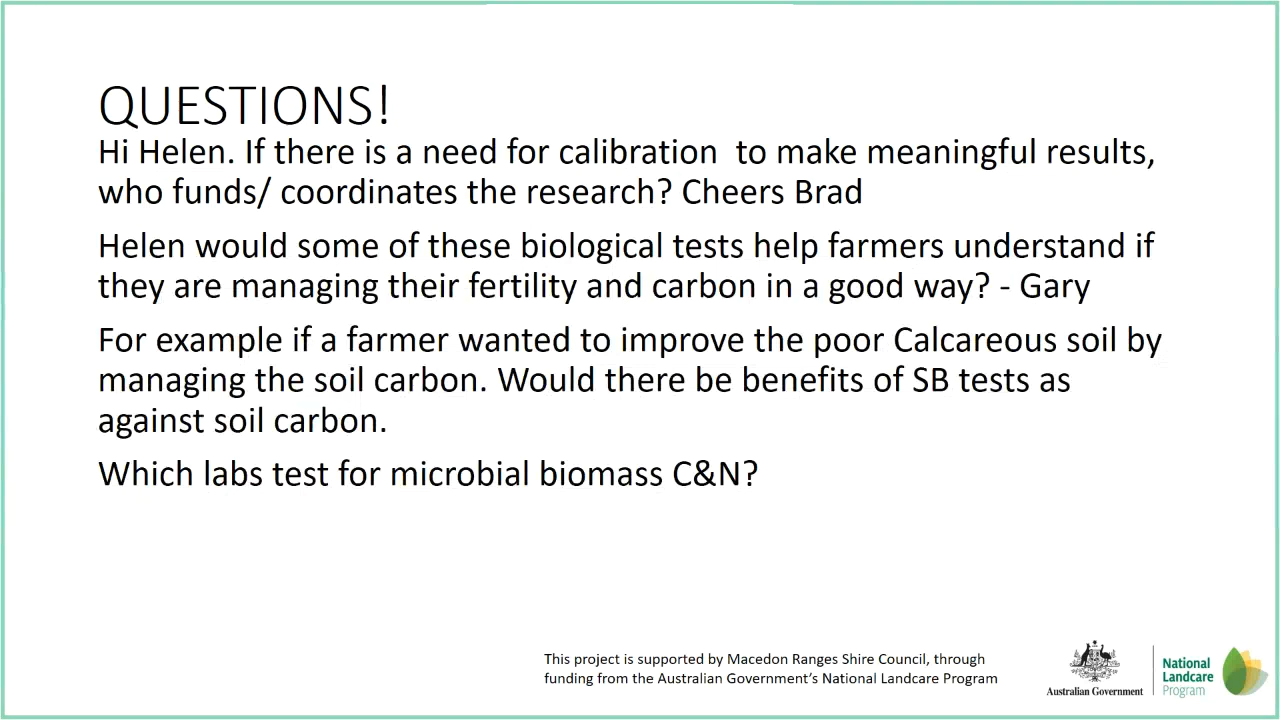 QUESTIONS!
Hi Helen. If there is a need for calibration  to make meaningful results,
who funds/ coordinates the research? Cheers Brad
Helen would some of these biological tests help farmers understand if
they are managing their fertility and carbon in a good way? - Gary
For example if a farmer wanted to improve the poor Calcareous soil by
managing the soil carbon. Would there be benefits of SB tests as
against soil carbon.
Which labs test for microbial biomass C&N?
This project is supported by Macedon Ranges Shire Council, through
funding from the Australian Government's National Landcare Program
Australian Government
National
Landcare
Program